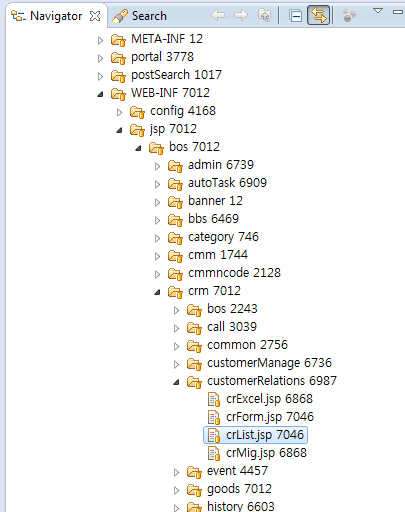 Navigator Search
META-INF 12
portal 3778
postSearch 1017
WEB-INF 7012
config 4168
jsp 7012
bos 7012
admin 6739
autoTask 6909
banner 12
bbs 6469
category 746
cmm 1744
cmmncode 2128
crm 7012
bos 2243
call 3039
common 2756
customerManage 6736
customerRelations 6987
crExcel.jsp 6868
crForm.jsp 7046
crList.jsp 7046
crMig.jsp 6868
event 4457
goods 7012
history 6603